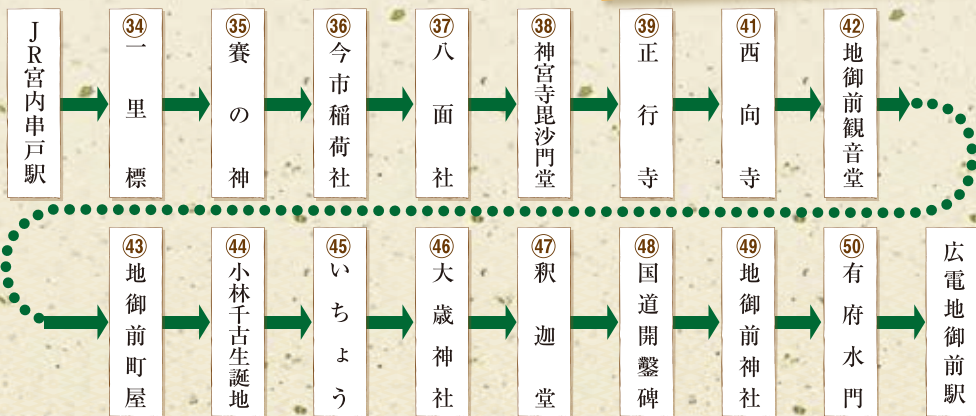 JR宮内串戸駅
㉞一里標
㉟賽の神
㊱今市稲荷社
㊲八面社
㊳神宮寺毘沙門堂
㊴正行寺
㊶西向寺
㊷地御前観音堂
㊸地御前町屋
㊹小林千古生誕地
㊺いちょう
㊻大歳神社
㊼釈迦堂
㊽国道開鑿碑
㊾地御前神社
㊿有府水門
広電地御前駅